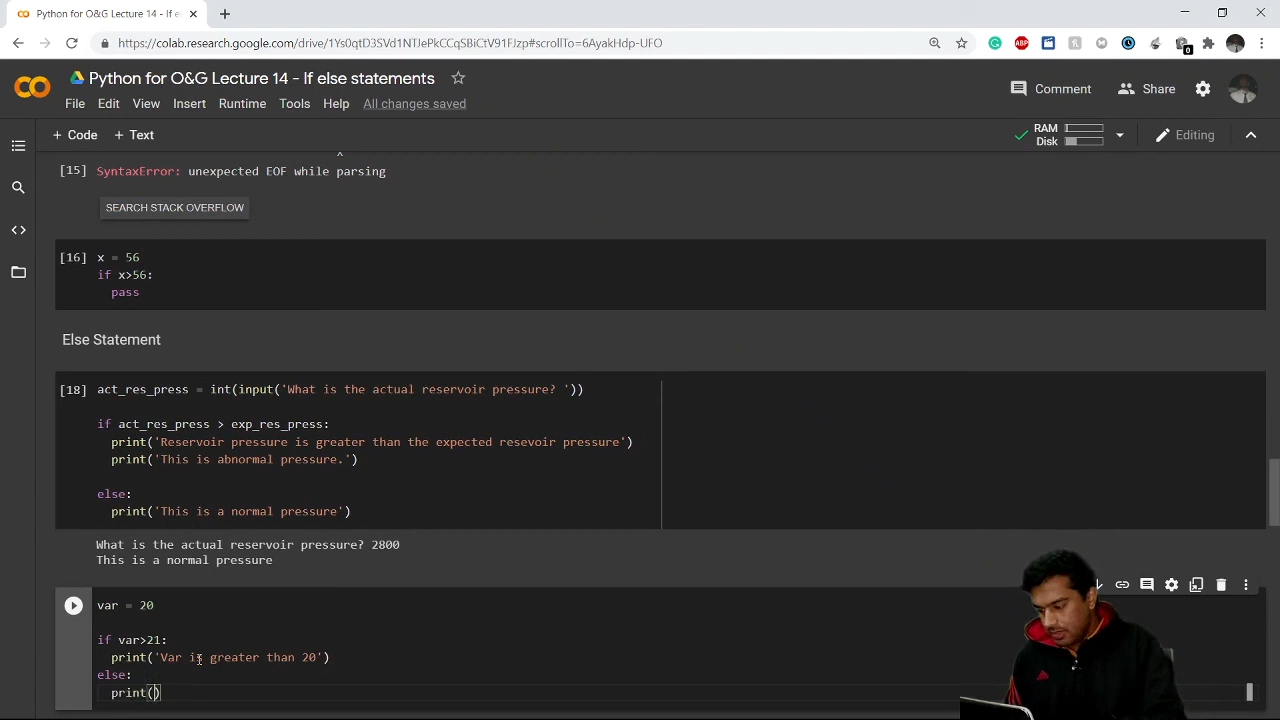 Python for O&G Lecture 14 - If els
https://colab.research.google.com/drive/1Ys0qtD3SVd1NTJePkCCqSBiCtV91FJzp#scrollTo=6AyakHdp-UFO
ABP
0
Python for O&G Lecture 14 - If else statements
File Edit View Insert Runtime Tools Help All changes saved
Comment Share
+ Code + Text
RAM
Disk
Editing
^
[15] SyntaxError: unexpected EOF while parsing
SEARCH STACK OVERFLOW
[16] x = 56
if x>56:
pass
Else Statement
[18] act_res_press = int(input('What is the actual reservoir pressure? '))
if act_res_press > exp_res_press:
print('Reservoir pressure is greater than the expected resevoir pressure')
print('This is abnormal pressure.')
else:
print('This is a normal pressure')
What is the actual reservoir pressure? 2800
This is a normal pressure
var = 20
if var>21:
print('Var is greater than 20')
else:
print()